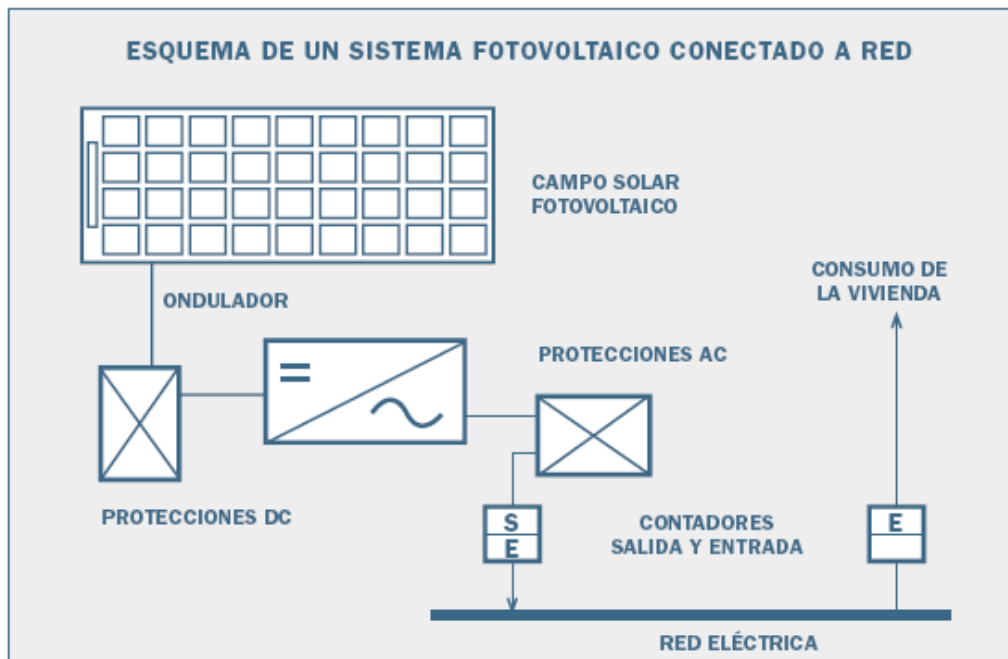 ESQUEMA DE UN SISTEMA FOTOVOLTAICO CONECTADO A RED
CAMPO SOLAR
FOTOVOLTAICO
CONSUMO DE
LA VIVIENDA
ONDULADOR
PROTECCIONES AC
PROTECCIONES DC
S
E
CONTADORES
SALIDA Y ENTRADA
E
RED ELÉCTRICA